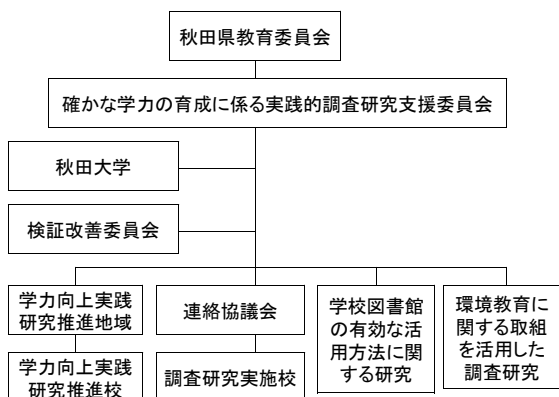 秋田県教育委員会
確かな学力の育成に係る実践的調査研究支援委員会
秋田大学
検証改善委員会
学力向上実践
研究推進地域
連絡協議会
学校図書館
の有効な活
用方法に関
する研究
環境教育に
関する取組
を活用した
調査研究
学力向上実践
研究推進校
調査研究実施校